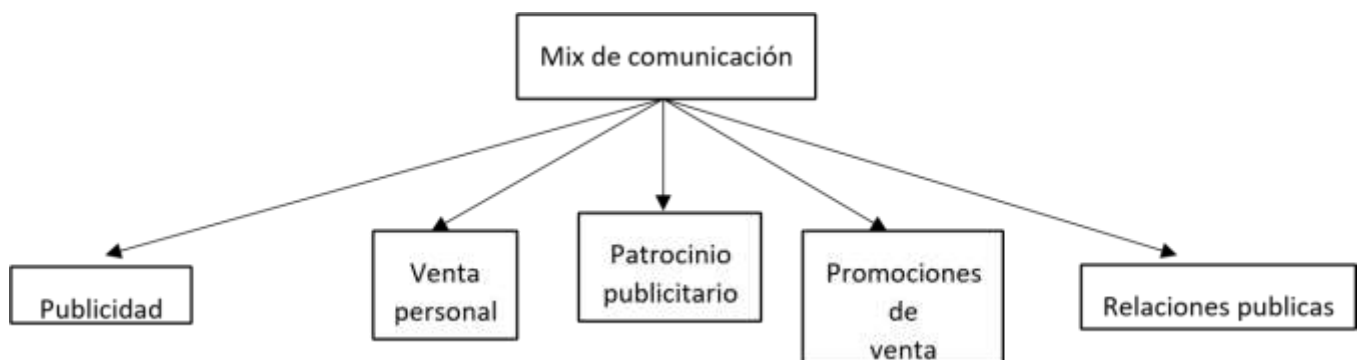 Mix de comunicación
Publicidad
Venta
personal
Patrocinio
publicitario
Promociones
de
venta
Relaciones publicas